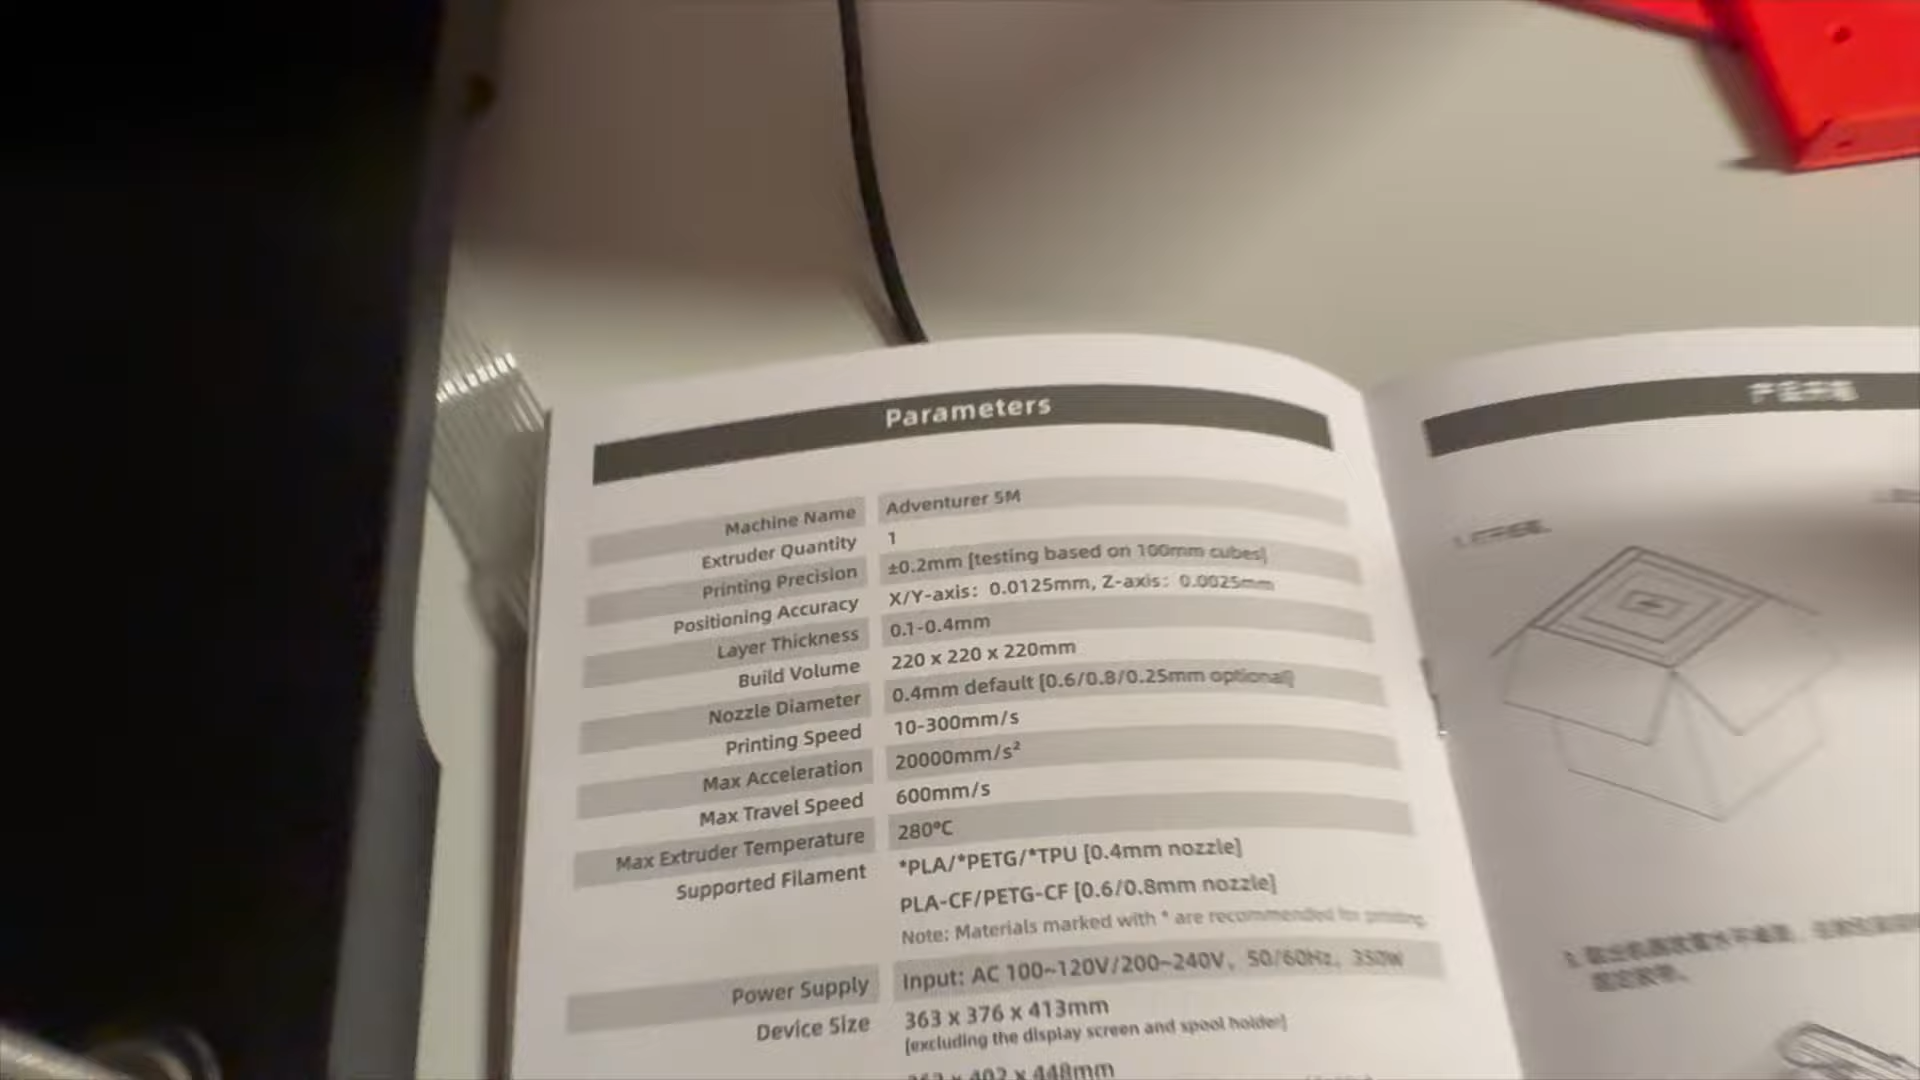 Parameters
Machine Name Adventurer 5M
Extruder Quantity 1
Printing Precision ±0.2mm [testing based on 100mm cubes]
Positioning Accuracy X/Y-axis: 0.0125mm, Z-axis: 0.0025mm
Layer Thickness 0.1-0.4mm
Build Volume 220 x 220 x 220mm
Nozzle Diameter 0.4mm default [0.6/0.8/0.25mm optional]
Printing Speed 10-300mm/s
Max Acceleration 20000mm/s²
Max Travel Speed 600mm/s
Max Extruder Temperature 280℃
Supported Filament *PLA/*PETG/*TPU [0.4mm nozzle]
PLA-CF/PETG-CF [0.6/0.8mm nozzle]
Note: Materials marked with * are recommended for printing.
Power Supply Input: AC 100~120V/200~240V, 50/60Hz, 350W
Device Size 363 x 376 x 413mm
[excluding the display screen and spool holder]
x 402 x 448mm